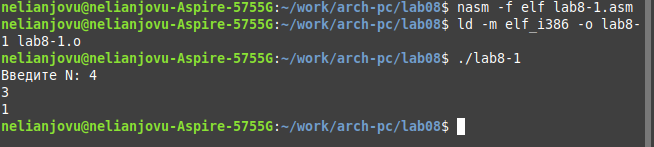 nelianjovu@nelianjovu-Aspire-5755G:~/work/arch-pc/lab08$ nasm -f elf lab8-1.asm
nelianjovu@nelianjovu-Aspire-5755G:~/work/arch-pc/lab08$ ld -m elf_i386 -o lab8-
1 lab8-1.o
nelianjovu@nelianjovu-Aspire-5755G:~/work/arch-pc/lab08$ ./lab8-1
Введите N: 4
3
1
nelianjovu@nelianjovu-Aspire-5755G:~/work/arch-pc/lab08$